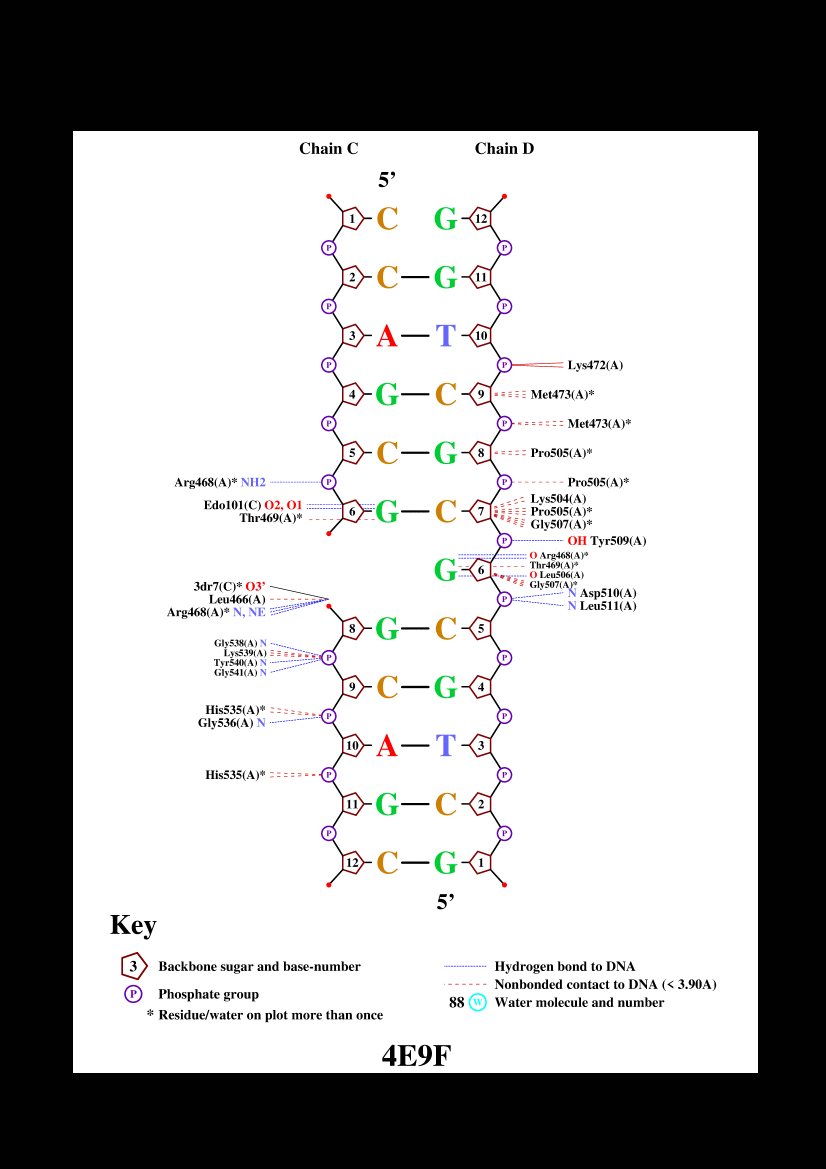 Chain C Chain D
5’
1 C G 12
P P
2 C G 11
P P
3 A T 10
P P Lys472(A)
4 G C 9 Met473(A)*
P P Met473(A)*
5 C G 8 Pro505(A)*
Arg468(A)* NH2 P P Pro505(A)*
Lys504(A)
Edo101(C) O2, O1 6 G C 7 Pro505(A)*
Thr469(A)* Gly507(A)*
P OH Tyr509(A)
O Arg468(A)*
G 6 Thr469(A)*
O Leu506(A)
Gly507(A)*
3dr7(C)* O3’ N Asp510(A)
Leu466(A) P N Leu511(A)
Arg468(A)* N, NE
8 G C 5
Gly538(A) N
Lys539(A) P P
Tyr540(A) N
Gly541(A) N
9 C G 4
His535(A)* P P
Gly536(A) N
10 A T 3
His535(A)* P P
11 G C 2
P P
12 C G 1
5’
Key
3 Backbone sugar and base-number Hydrogen bond to DNA
Nonbonded contact to DNA (< 3.90A)
P Phosphate group 88 W Water molecule and number
* Residue/water on plot more than once
4E9F